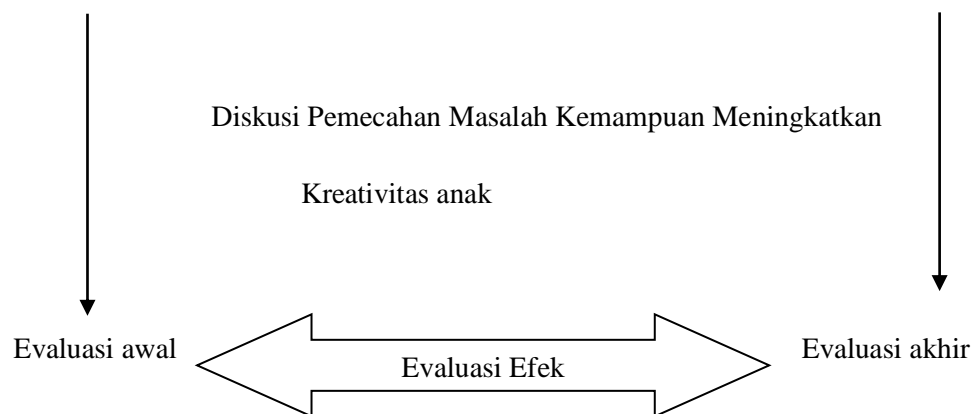 Diskusi Pemecahan Masalah Kemampuan Meningkatkan
Kreativitas anak
Evaluasi awal
Evaluasi Efek
Evaluasi akhir